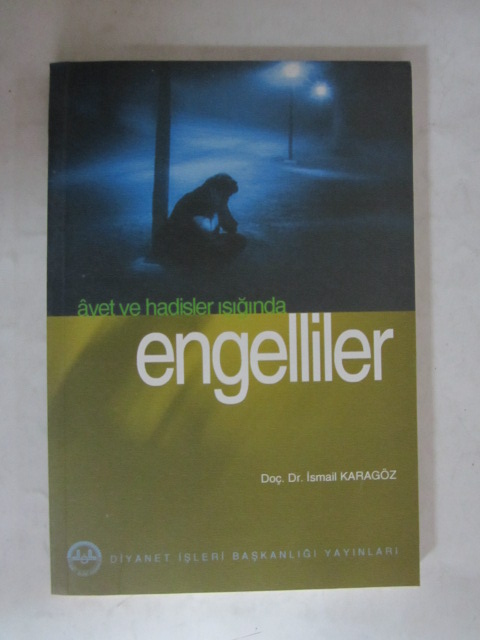 âyet ve hadisler ışığında
engelliler
Doç. Dr. İsmail KARAGÖZ
DİYANET İŞLERİ BAŞKANLIĞI YAYINLARI